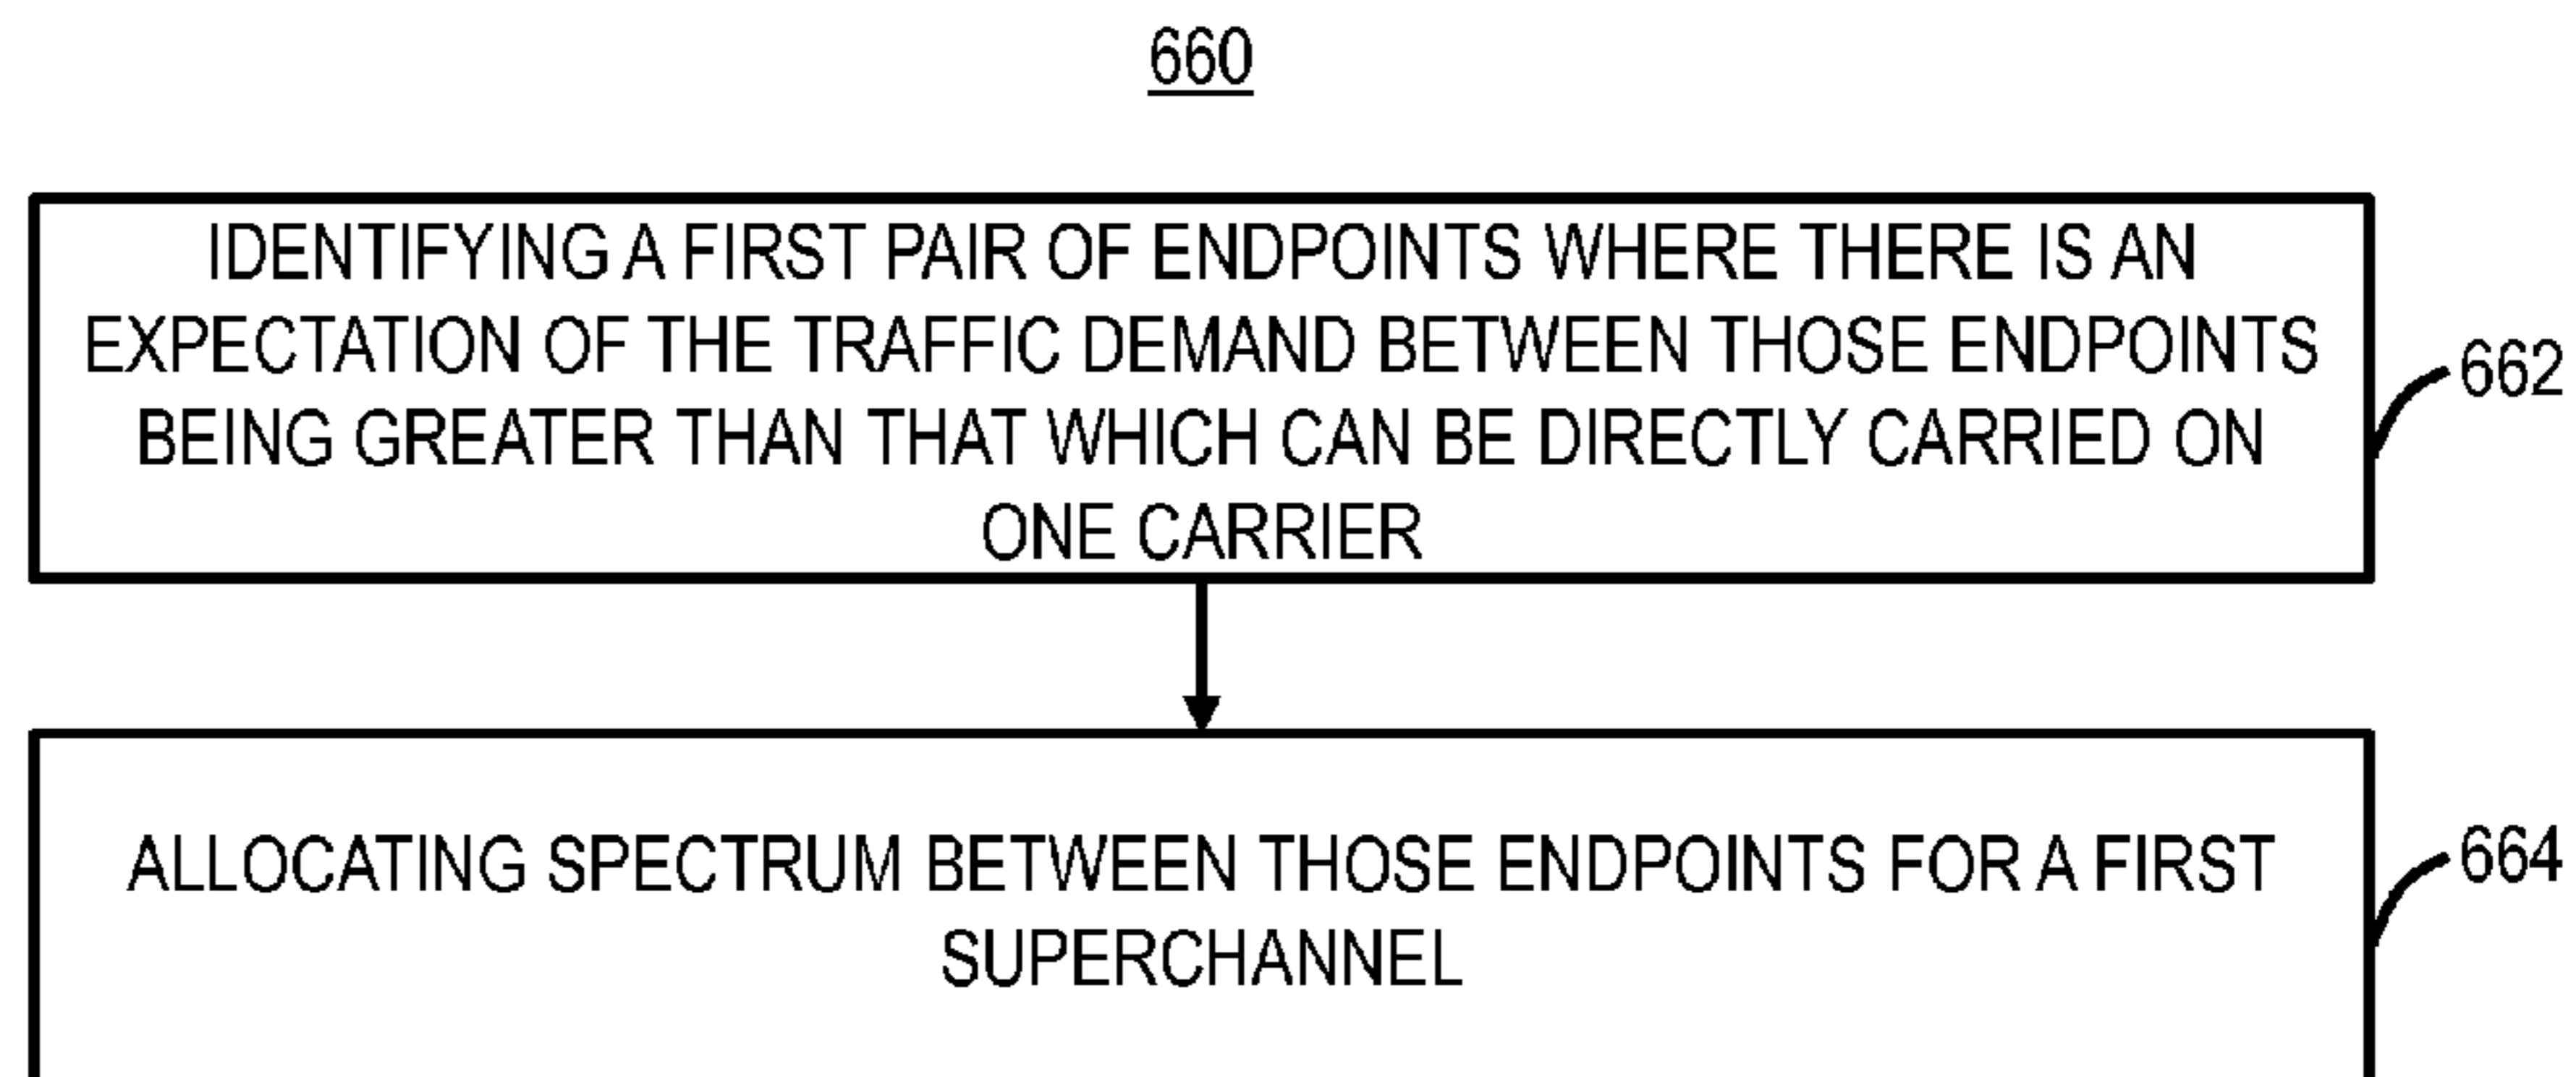 660
IDENTIFYING A FIRST PAIR OF ENDPOINTS WHERE THERE IS AN
EXPECTATION OF THE TRAFFIC DEMAND BETWEEN THOSE ENDPOINTS
BEING GREATER THAN THAT WHICH CAN BE DIRECTLY CARRIED ON
ONE CARRIER
662
ALLOCATING SPECTRUM BETWEEN THOSE ENDPOINTS FOR A FIRST
SUPERCHANNEL
664